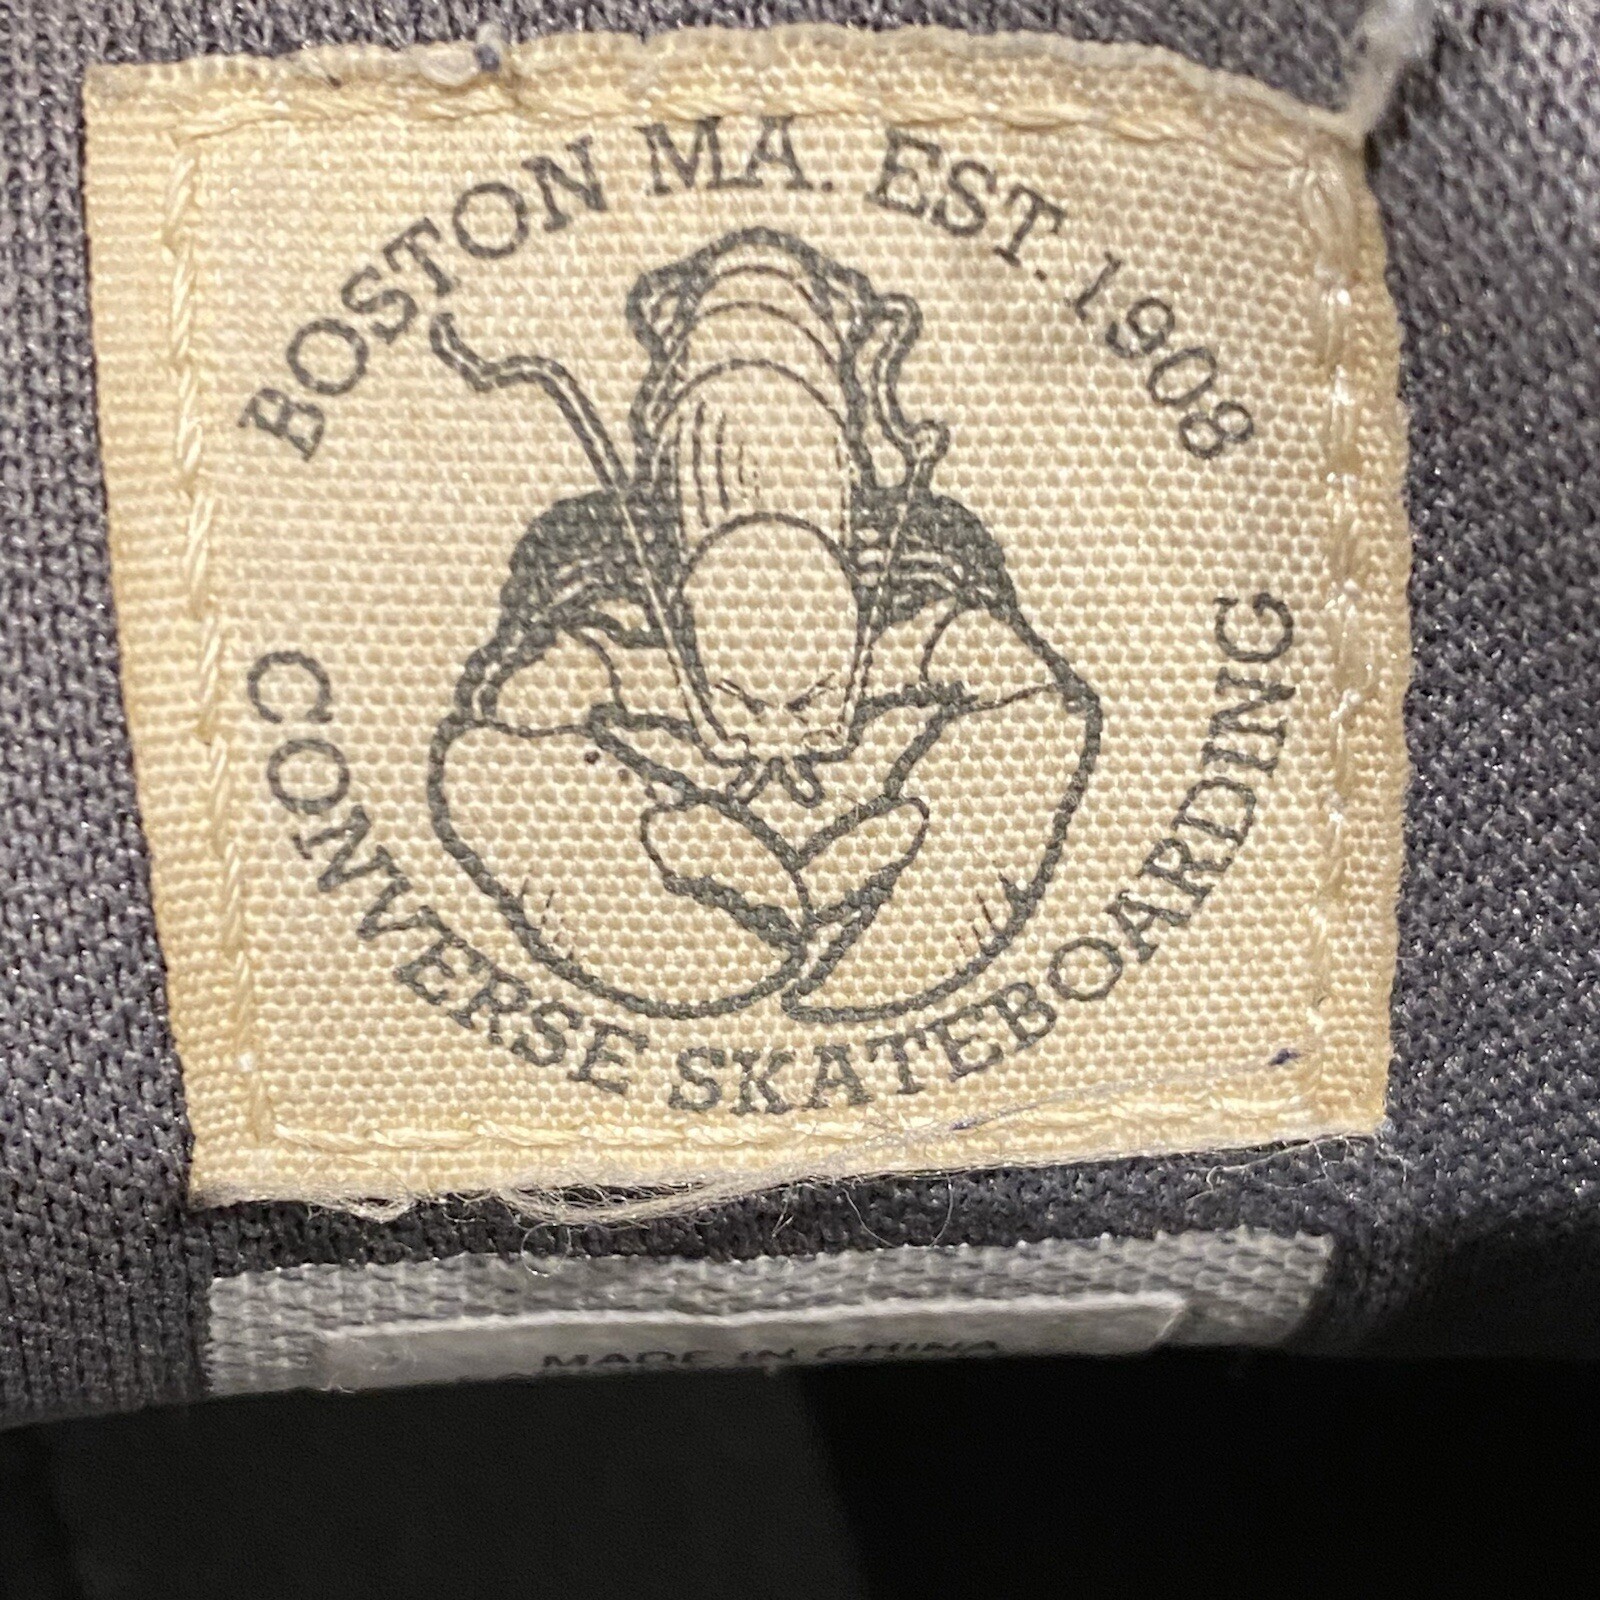 BOSTON MA. EST. 1908
CONVERSE SKATEBOARDING
MADE IN CHINA